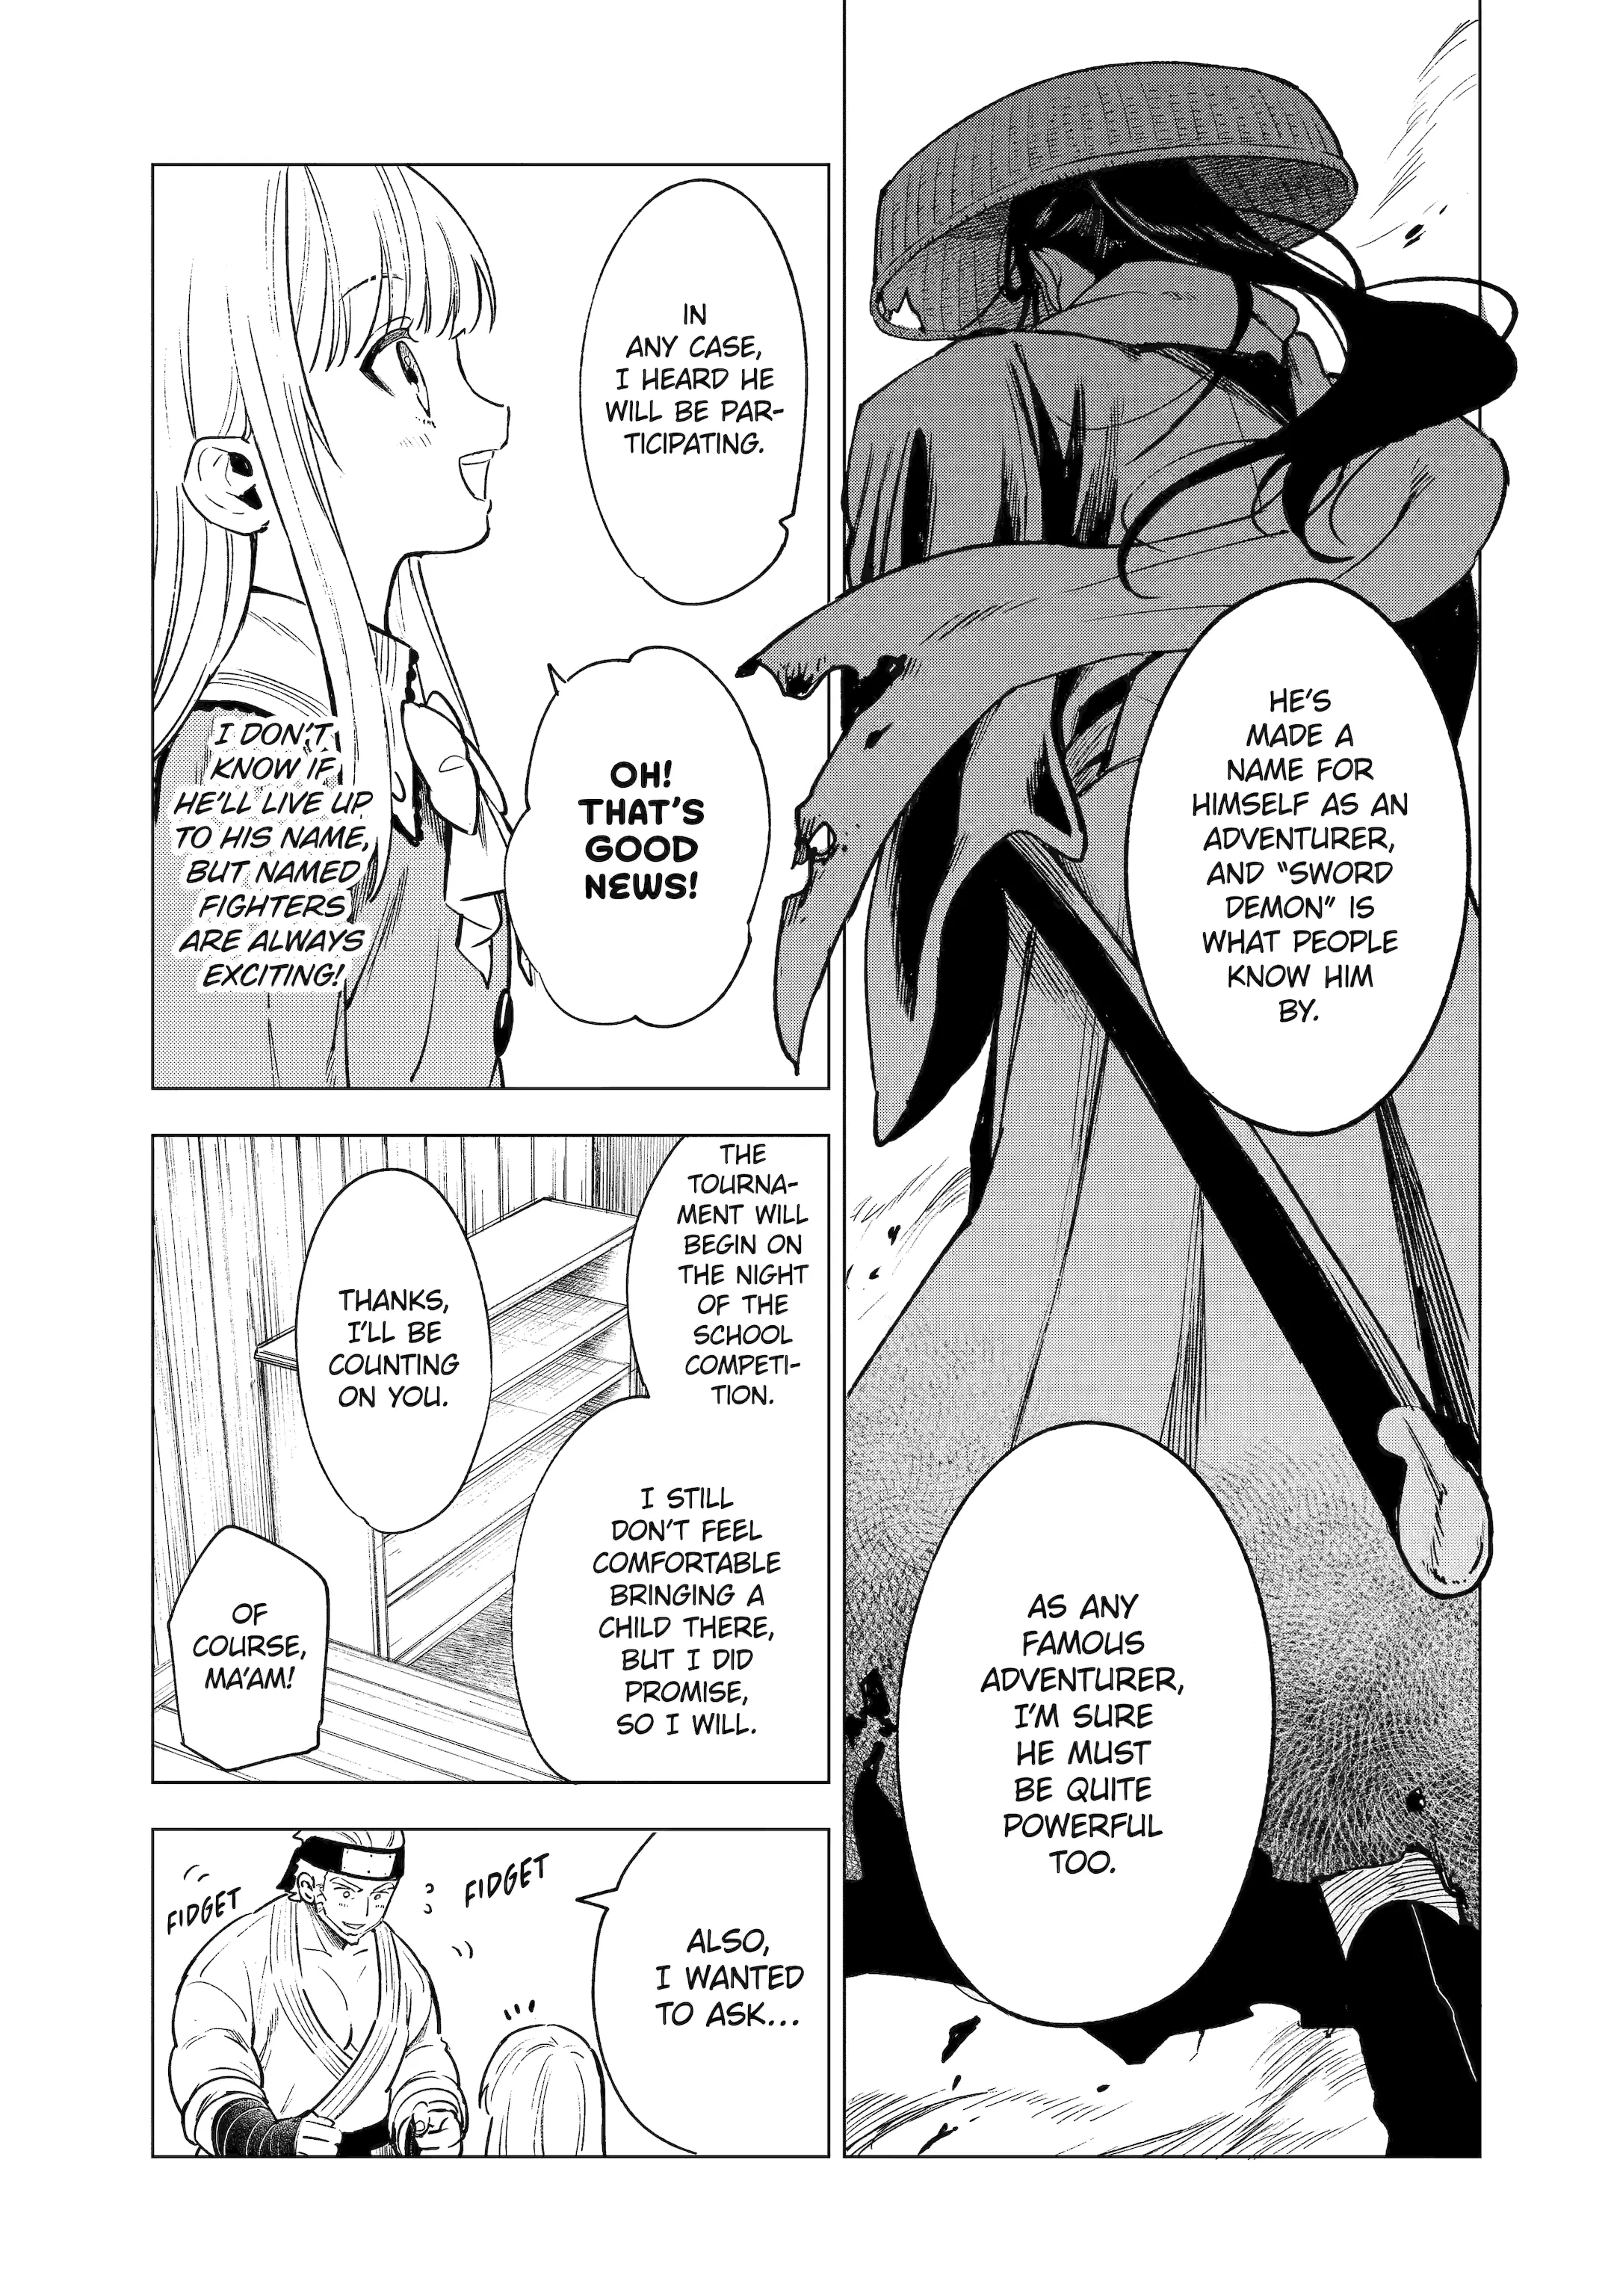 HE'S
MADE A
NAME FOR
HIMSELF AS AN
ADVENTURER,
AND "SWORD
DEMON" IS
WHAT PEOPLE
KNOW HIM
BY.
AS ANY
FAMOUS
ADVENTURER,
I'M SURE
HE MUST
BE QUITE
POWERFUL
TOO.
IN
ANY CASE,
I HEARD HE
WILL BE PAR-
TICIPATING.
OH!
THAT'S
GOOD
NEWS!
I DON'T
KNOW IF
HE'LL LIVE UP
TO HIS NAME,
BUT NAMED
FIGHTERS
ARE ALWAYS
EXCITING!
THE
TOURNA-
MENT WILL
BEGIN ON
THE NIGHT
OF THE
SCHOOL
COMPETI-
TION.
I STILL
DON'T FEEL
COMFORTABLE
BRINGING A
CHILD THERE,
BUT I DID
PROMISE,
SO I WILL.
THANKS,
I'LL BE
COUNTING
ON YOU.
OF
COURSE,
MA'AM!
ALSO,
I WANTED
TO ASK...
FIDGET
FIDGET